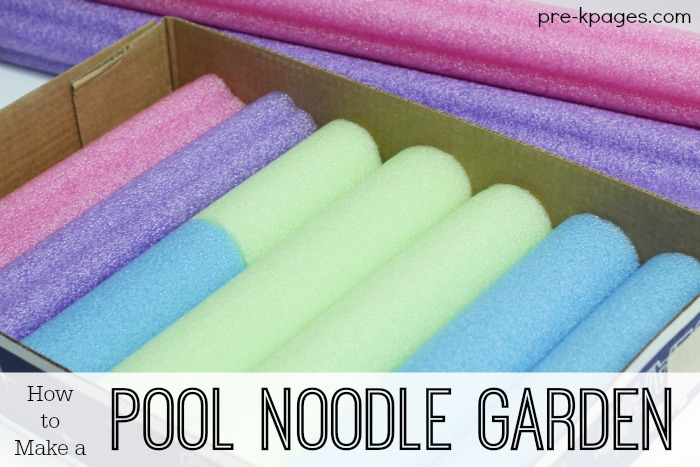 pre-kpages.com
How
to
Make a
POOL NOODLE GARDEN